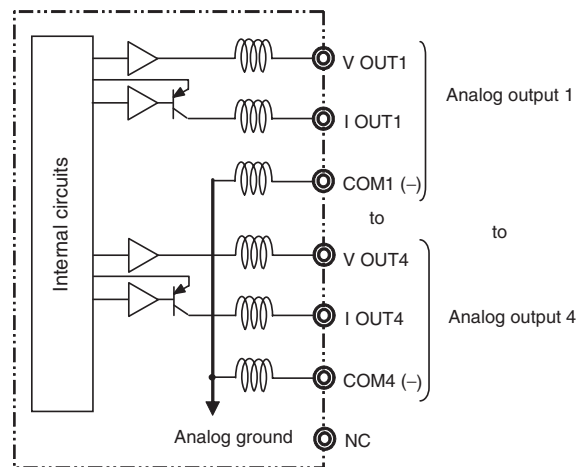 Internal circuits
V OUT1
I OUT1
COM1 (−)
Analog output 1
to
to
V OUT4
I OUT4
COM4 (−)
Analog output 4
Analog ground
NC